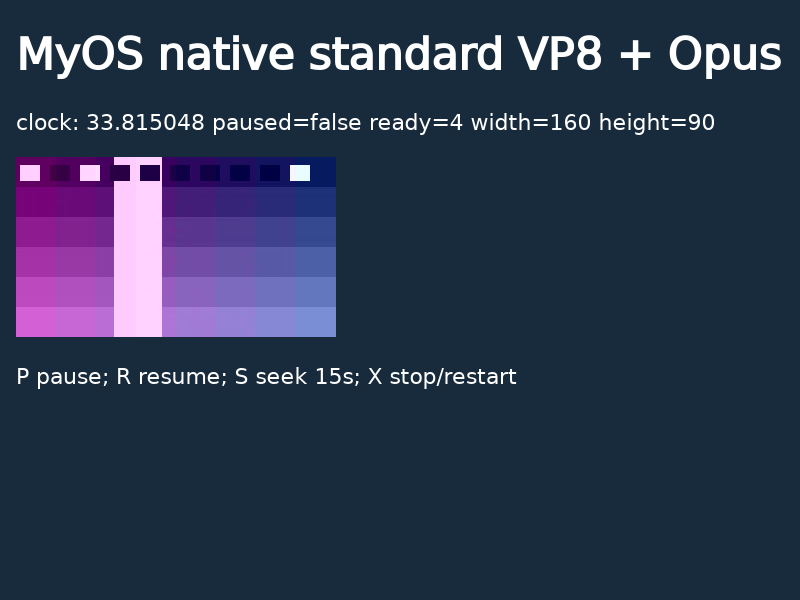 MyOS native standard VP8 + Opus
clock: 33.815048 paused=false ready=4 width=160 height=90
P pause; R resume; S seek 15s; X stop/restart